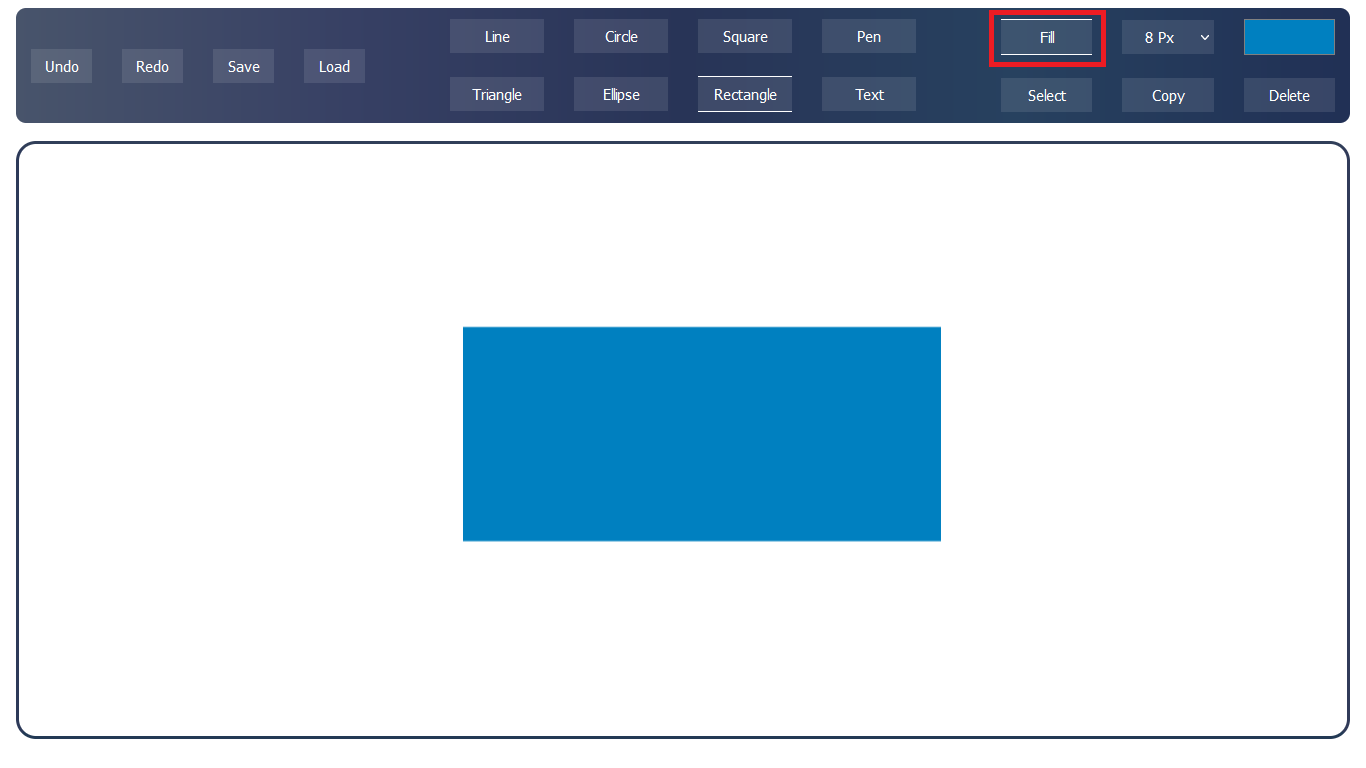 Line Circle Square Pen Fill 8 Px
Undo Redo Save Load
Triangle Ellipse Rectangle Text Select Copy Delete